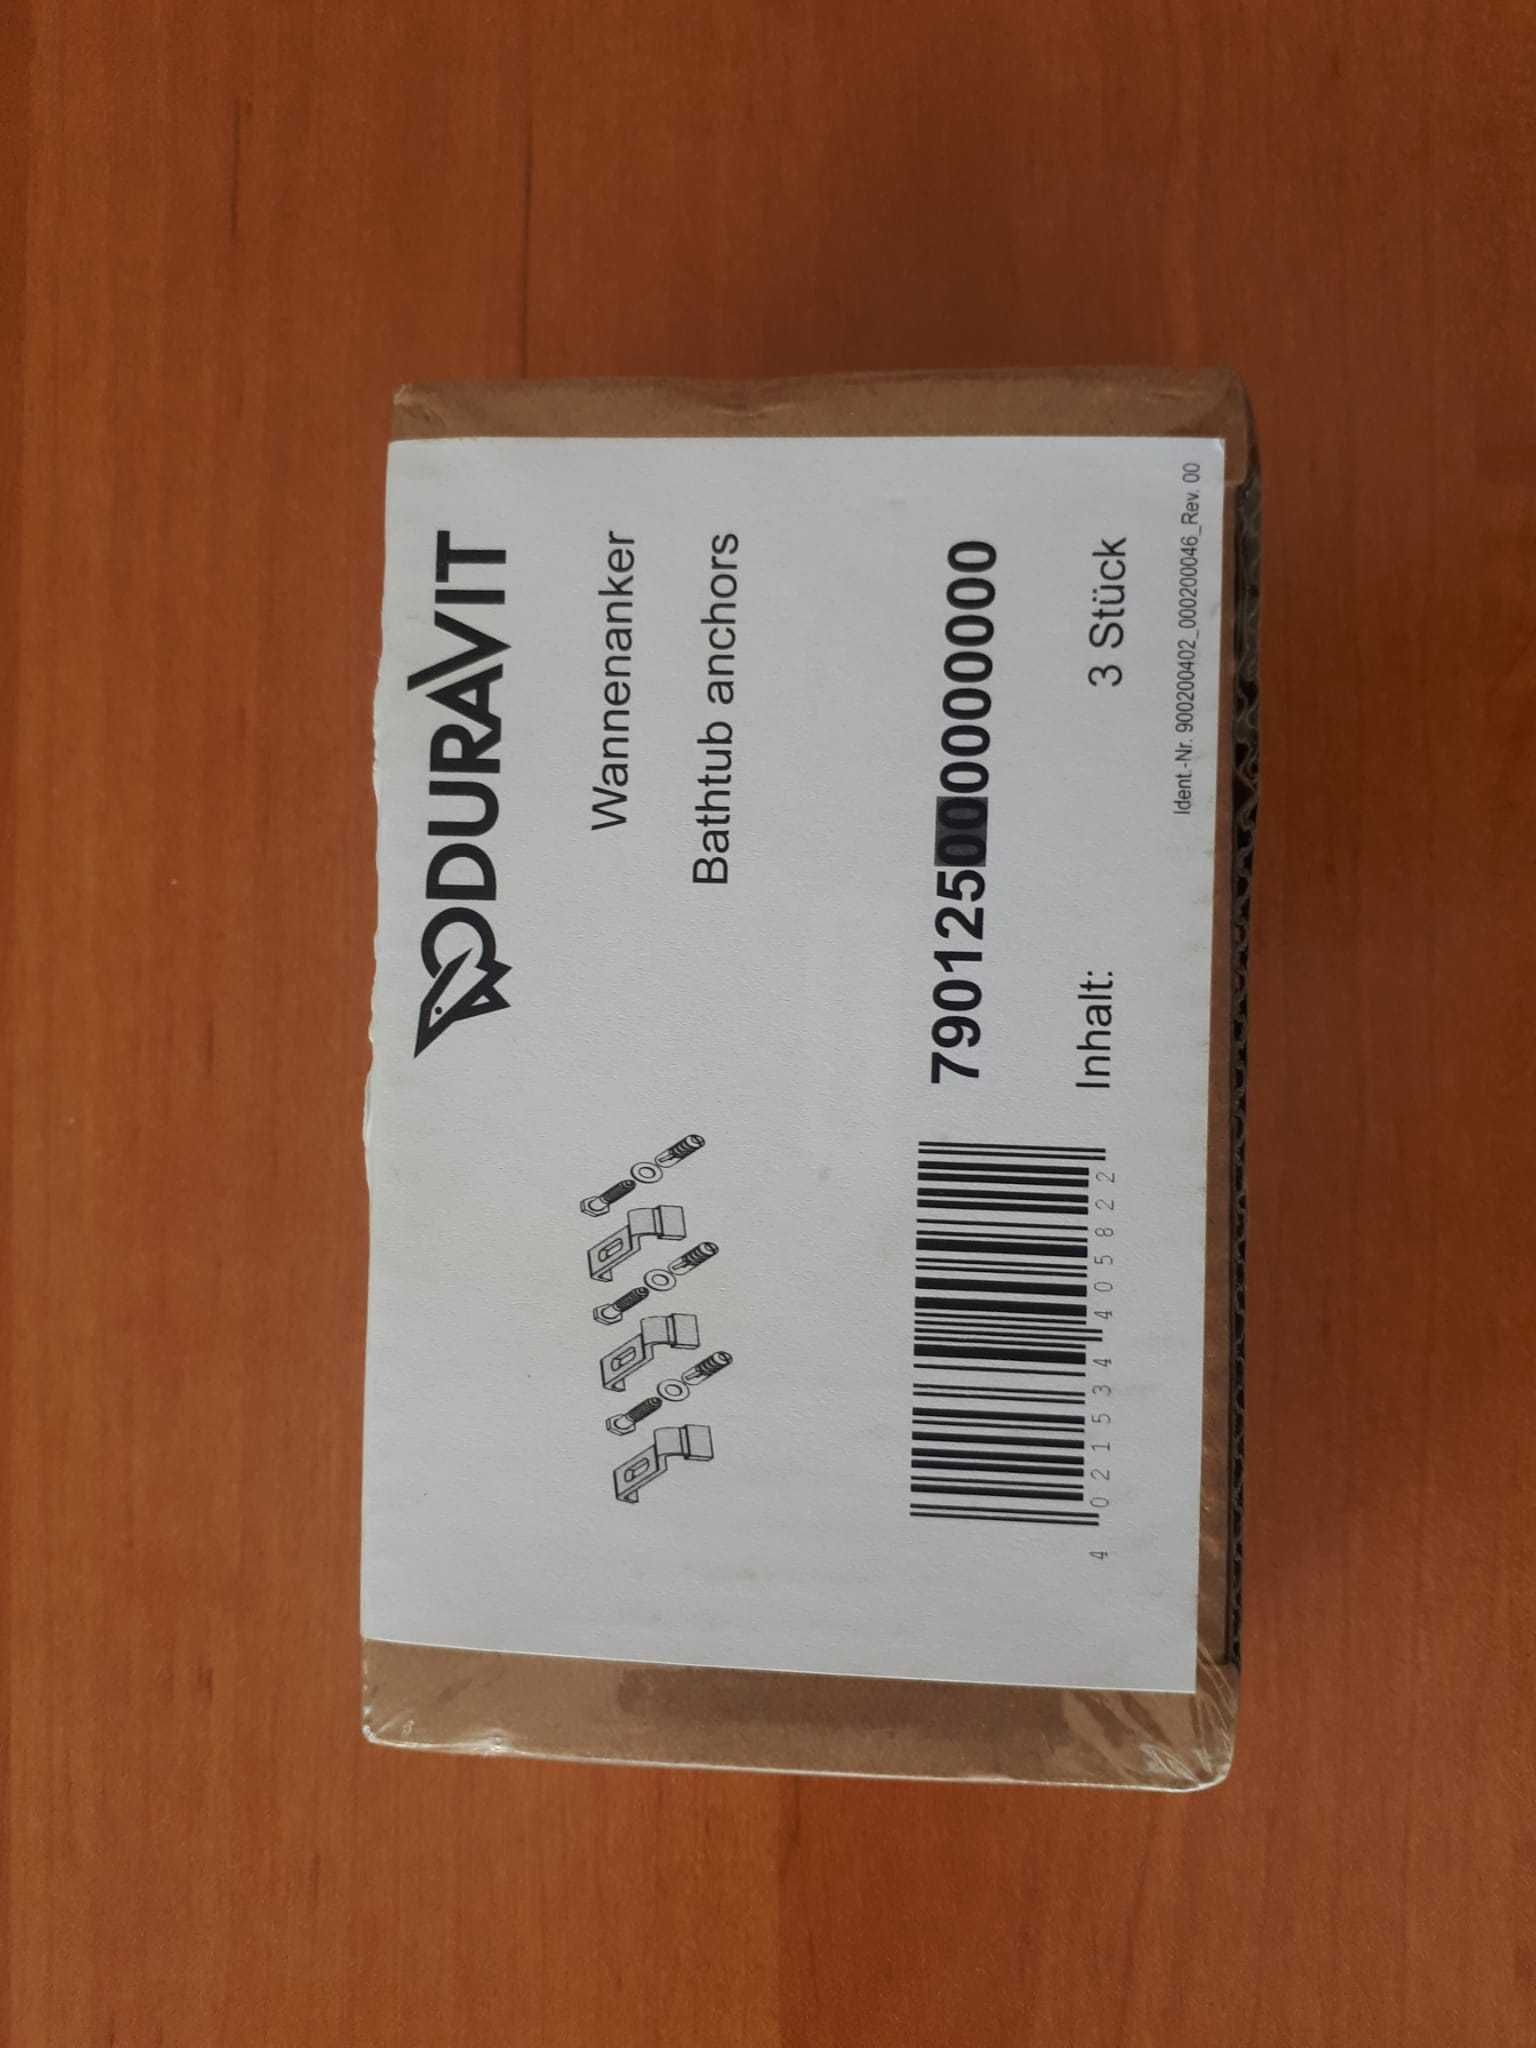 DURAVIT
Wannenanker
Bathtub anchors
790125000000000
Inhalt: 3 Stück
4 021534 405822
Ident.-Nr. 900200402_000200046_Rev. 00